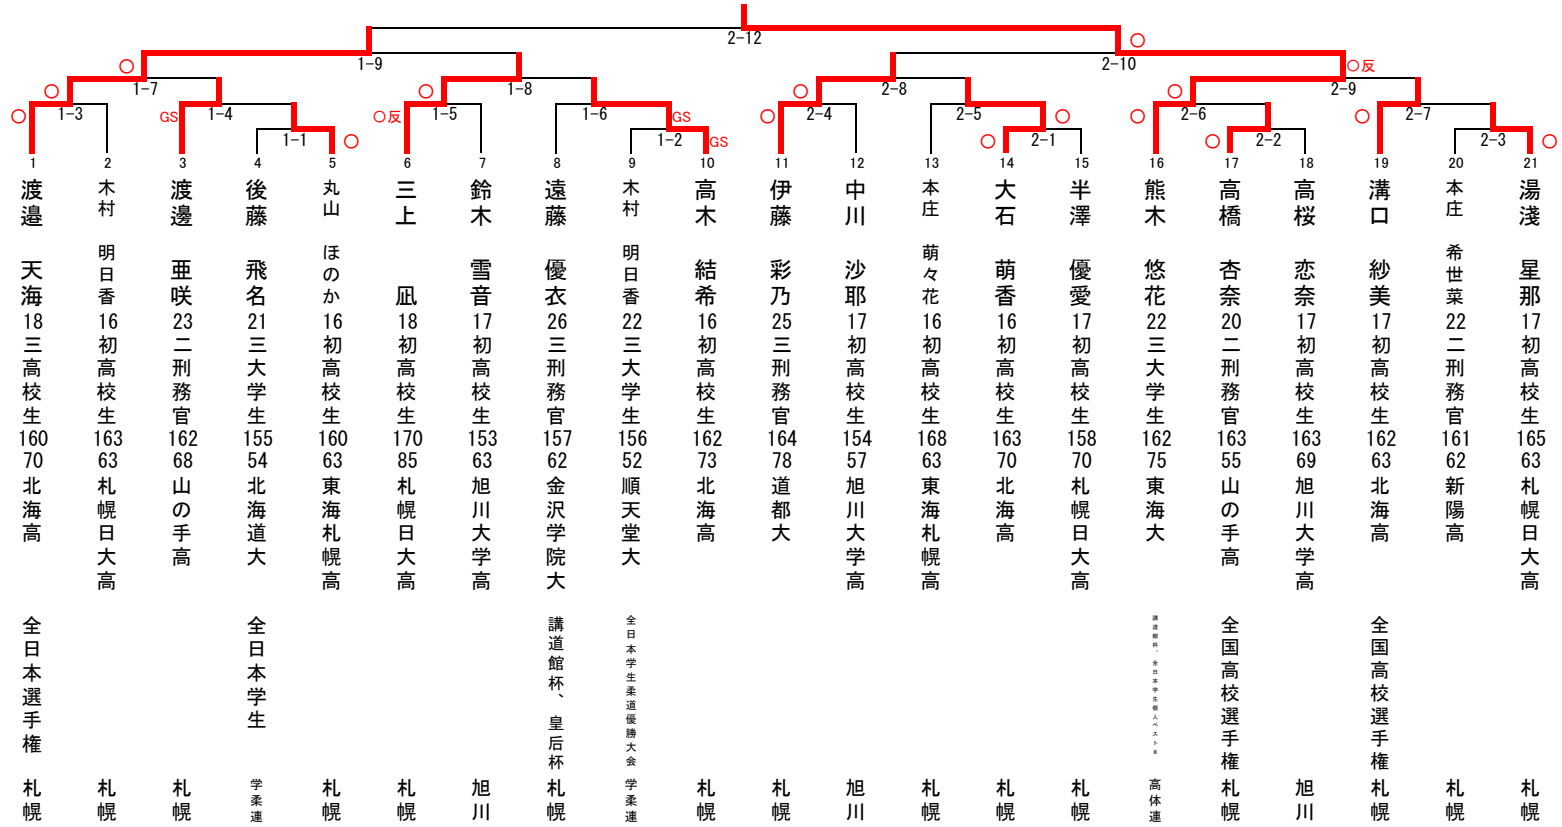 2-12
○
1-9 2-10
○ ○反
1-7 1-8 2-8 2-9
○ ○ ○ ○
1-3 1-4 1-5 1-6 2-4 2-5 2-6 2-7
○ GS ○反 GS ○ ○ ○ ○
1-1 1-2 2-1 2-2 2-3
○ GS ○ ○ ○
1 渡邉 天海 18 三 高校生 160 70 北海高 全日本選手権 札幌
2 木村 明日香 16 初 高校生 163 63 札幌日大高 札幌
3 渡邊 亜咲 23 二 刑務官 162 68 山の手高 札幌
4 後藤 飛名 21 三 大学生 155 54 北海道大 全日本学生 学柔連
5 丸山 ほのか 16 初 高校生 160 63 東海札幌高 札幌
6 三上 凪 18 初 高校生 170 85 札幌日大高 札幌
7 鈴木 雪音 17 初 高校生 153 63 旭川大学高 旭川
8 遠藤 優衣 26 三 刑務官 157 62 金沢学院大 講道館杯、皇后杯 札幌
9 木村 明日香 22 三 大学生 156 52 順天堂大 全日本学生柔道優勝大会 学柔連
10 高木 結希 16 初 高校生 162 73 北海高 札幌
11 伊藤 彩乃 25 三 刑務官 164 78 道都大 札幌
12 中川 沙耶 17 初 高校生 154 57 旭川大学高 旭川
13 本庄 萌々花 16 初 高校生 168 63 東海札幌高 札幌
14 大石 萌香 16 初 高校生 163 70 北海高 札幌
15 半澤 優愛 17 初 高校生 158 70 札幌日大高 札幌
16 熊木 悠花 22 三 大学生 162 75 東海大 講道館杯、全日本学生個人ベスト8 高体連
17 高橋 杏奈 20 二 刑務官 163 55 山の手高 全国高校選手権 札幌
18 高桜 恋奈 17 初 高校生 163 69 旭川大学高 旭川
19 溝口 紗美 17 初 高校生 162 63 北海高 全国高校選手権 札幌
20 本庄 希世菜 22 二 刑務官 161 62 新陽高 札幌
21 湯淺 星那 17 初 高校生 165 63 札幌日大高 札幌